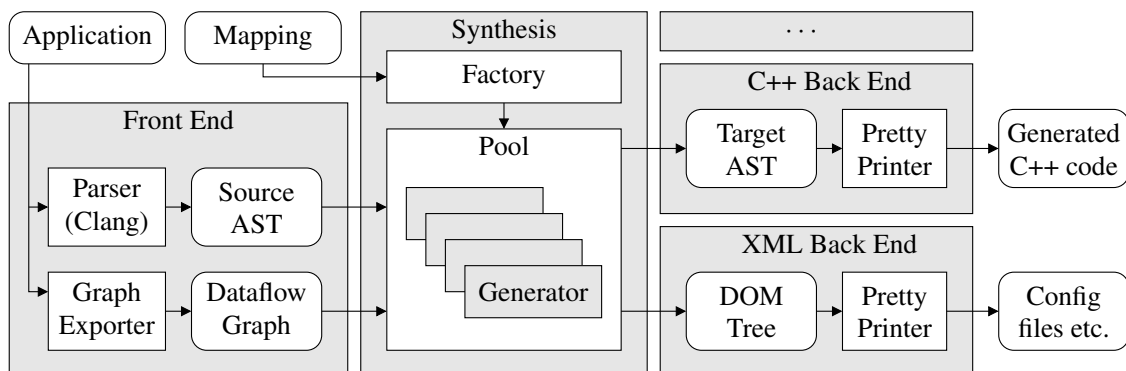 Application
Mapping
Synthesis
Factory
Pool
Generator
Front End
Parser
(Clang)
Source
AST
Graph
Exporter
Dataflow
Graph
...
C++ Back End
Target
AST
Pretty
Printer
Generated
C++ code
XML Back End
DOM
Tree
Pretty
Printer
Config
files etc.